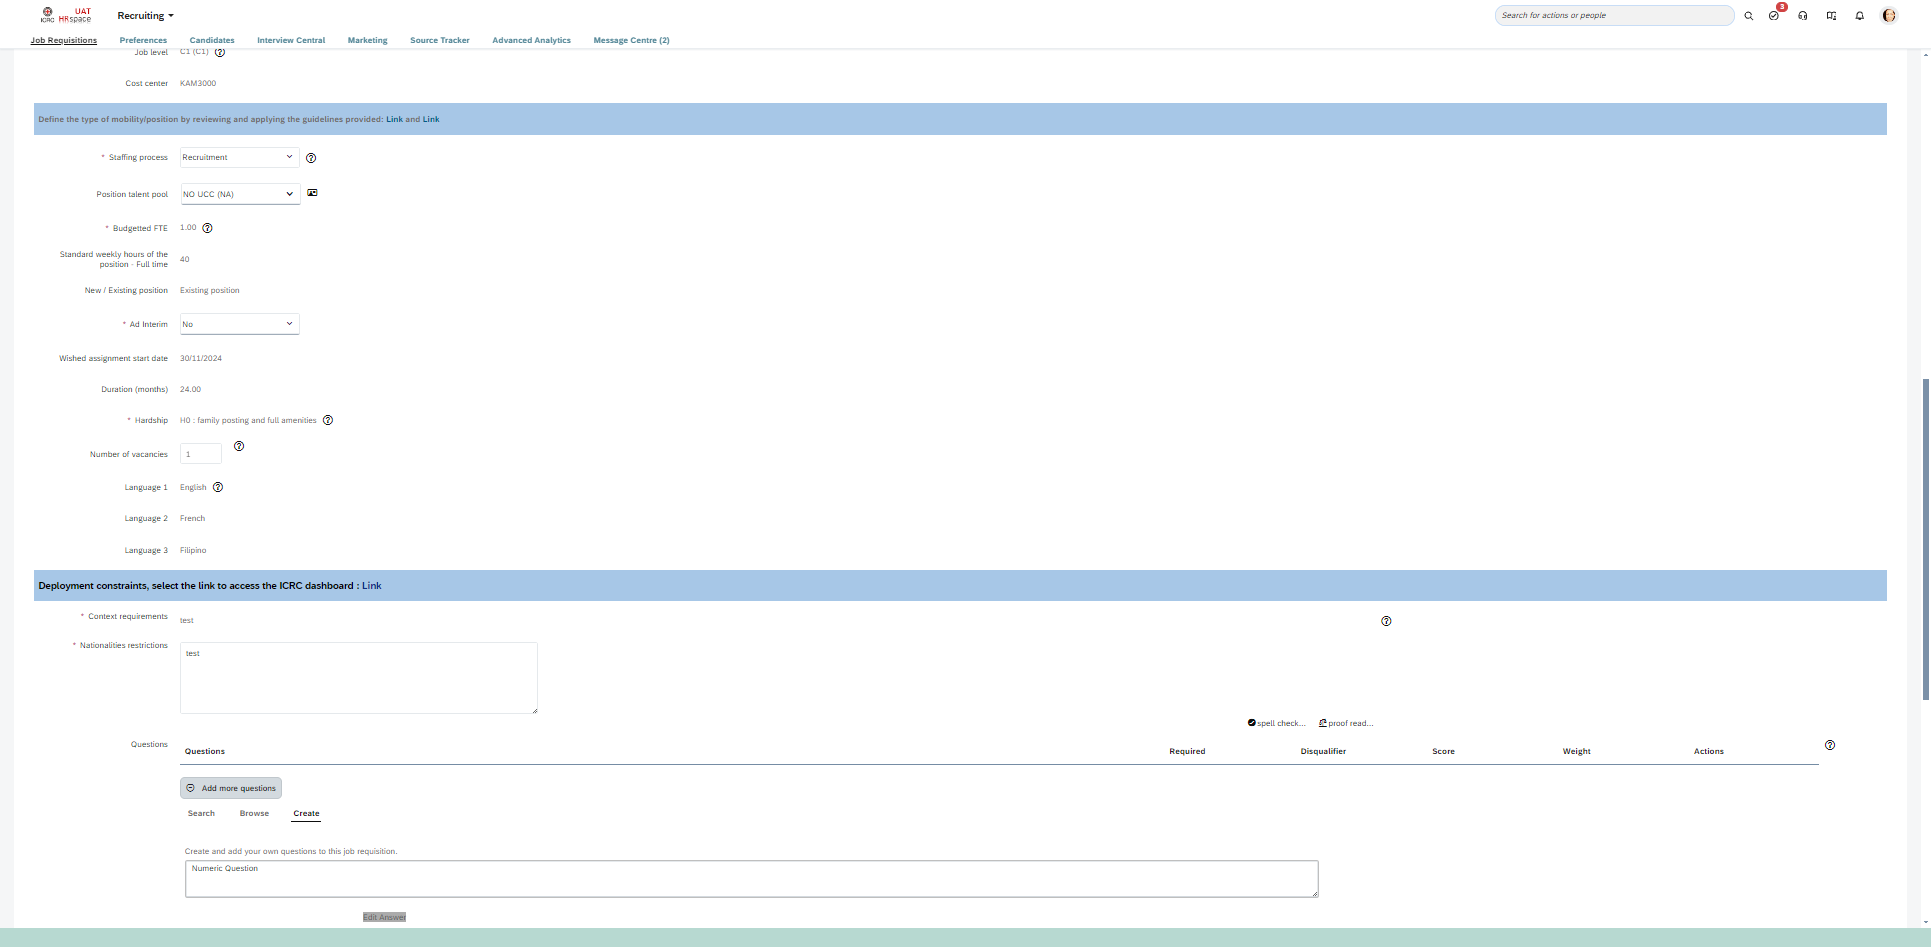 ICRC
UAT
HRspace
Recruiting
Search for actions or people
3
Job Requisitions
Preferences
Candidates
Interview Central
Marketing
Source Tracker
Advanced Analytics
Message Centre (2)
Job level
C1 (C1)
Cost center
KAM3000
Define the type of mobility/position by reviewing and applying the guidelines provided: Link and Link
* Staffing process
Recruitment
Position talent pool
NO UCC (NA)
* Budgetted FTE
1.00
Standard weekly hours of the
position - Full time
40
New / Existing position
Existing position
* Ad Interim
No
Wished assignment start date
30/11/2024
Duration (months)
24.00
* Hardship
H0 : family posting and full amenities
Number of vacancies
1
Language 1
English
Language 2
French
Language 3
Filipino
Deployment constraints, select the link to access the ICRC dashboard : Link
* Context requirements
test
* Nationalities restrictions
test
spell check...
proof read...
Questions
Questions
Required
Disqualifier
Score
Weight
Actions
Add more questions
Search
Browse
Create
Create and add your own questions to this job requisition.
Numeric Question
Edit Answer